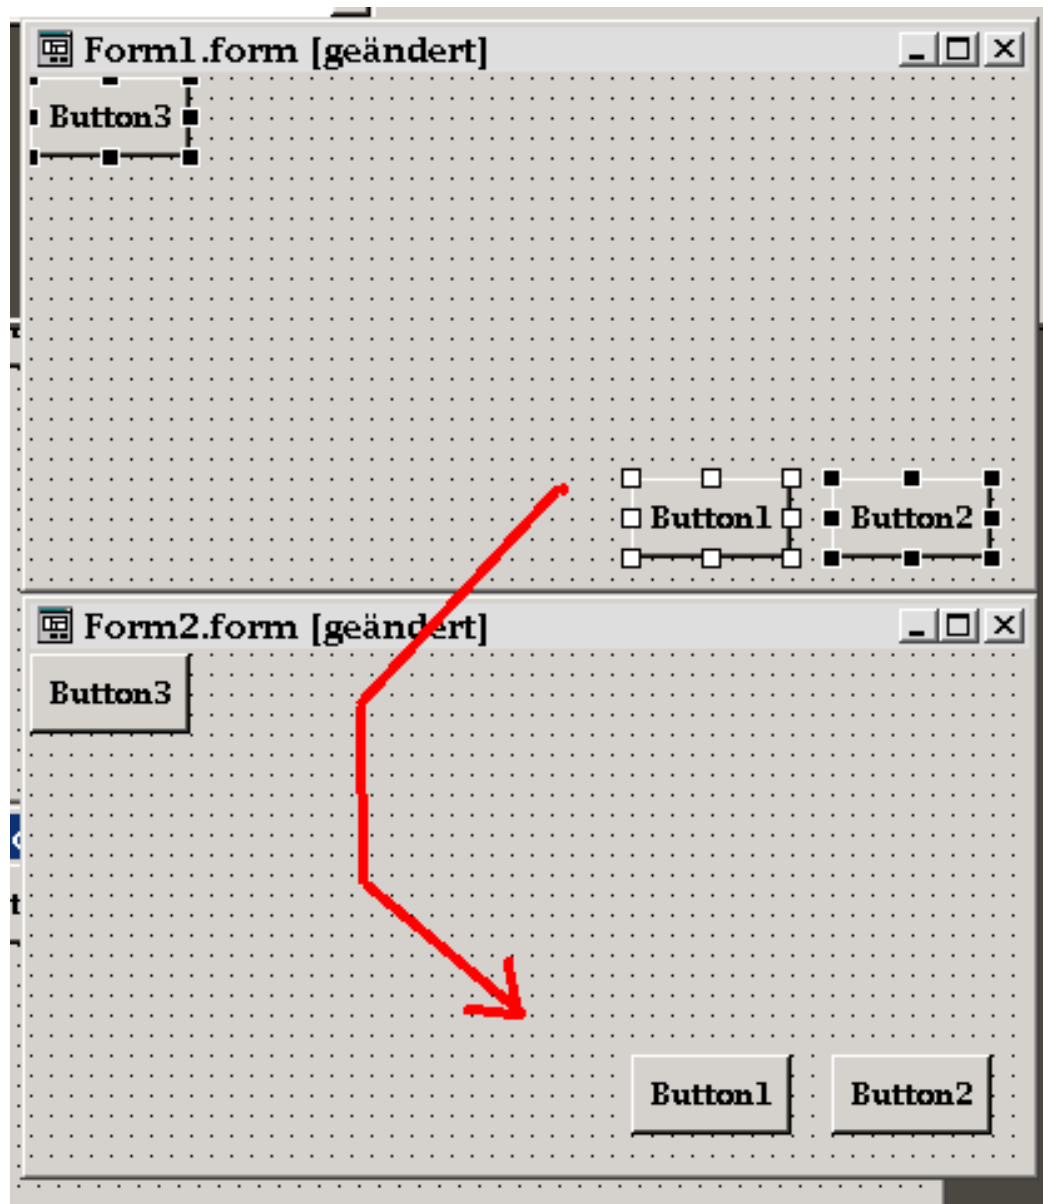 Form1.form [geändert]
Button3
Button1 Button2
Form2.form [geändert]
Button3
Button1 Button2